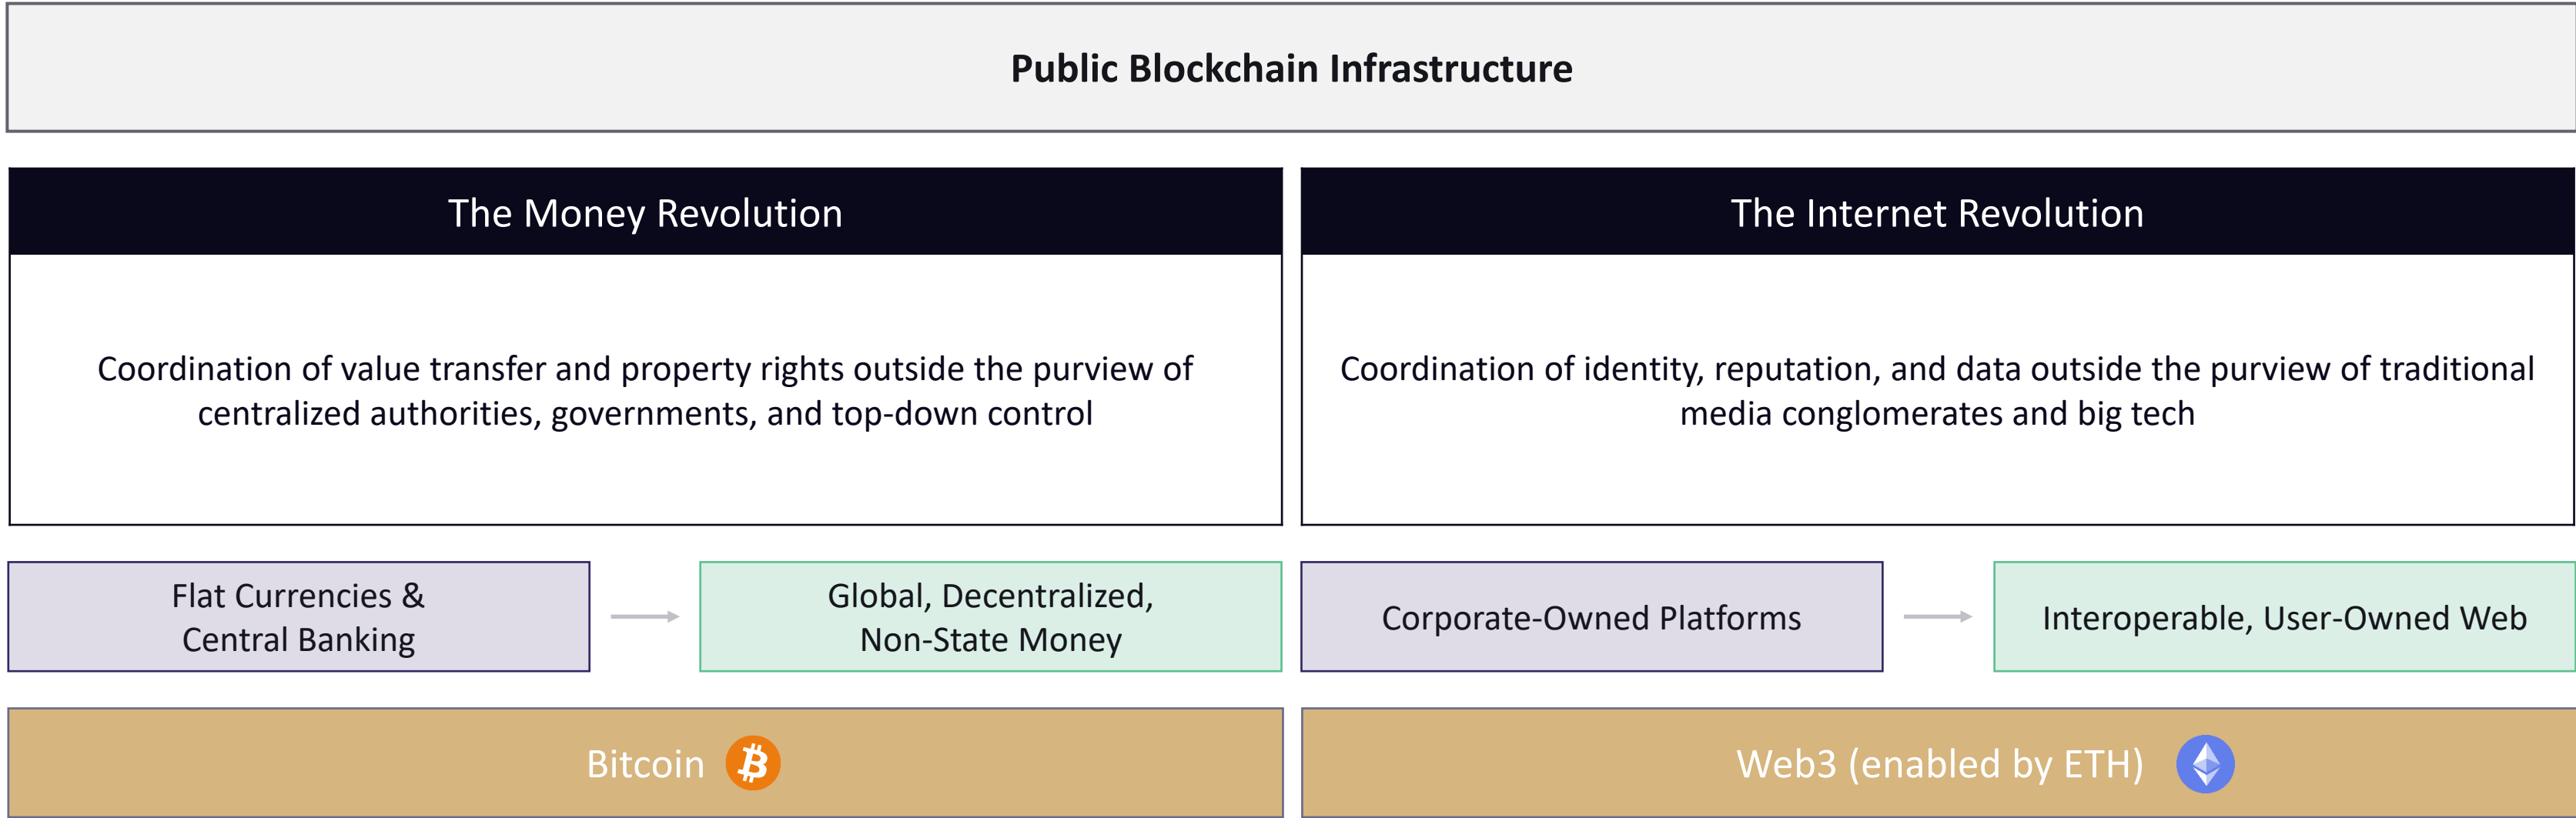 Public Blockchain Infrastructure
The Money Revolution
Coordination of value transfer and property rights outside the purview of
centralized authorities, governments, and top-down control
Flat Currencies &
Central Banking
Global, Decentralized,
Non-State Money
Bitcoin
The Internet Revolution
Coordination of identity, reputation, and data outside the purview of traditional
media conglomerates and big tech
Corporate-Owned Platforms
Interoperable, User-Owned Web
Web3 (enabled by ETH)